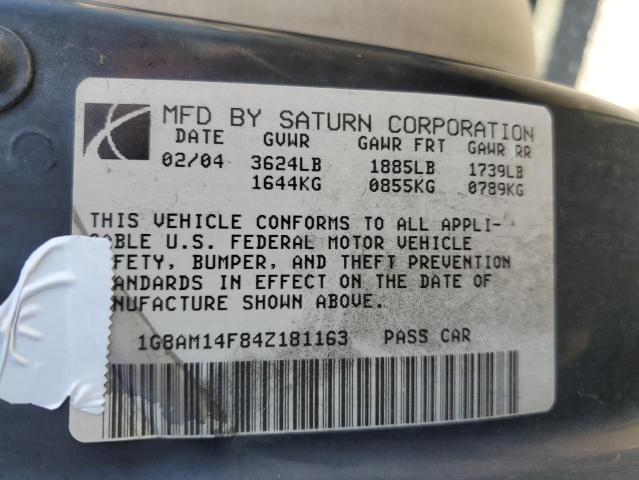 MFD BY SATURN CORPORATION
DATE GVWR GAWR FRT GAWR RR
02/04 3624LB 1885LB 1739LB
1644KG 0855KG 0789KG
THIS VEHICLE CONFORMS TO ALL APPLI-
CABLE U.S. FEDERAL MOTOR VEHICLE
FETY, BUMPER, AND THEFT PREVENTION
ANDARDS IN EFFECT ON THE DATE OF
NUFACTURE SHOWN ABOVE.
1G8AM14F84Z181163 PASS CAR